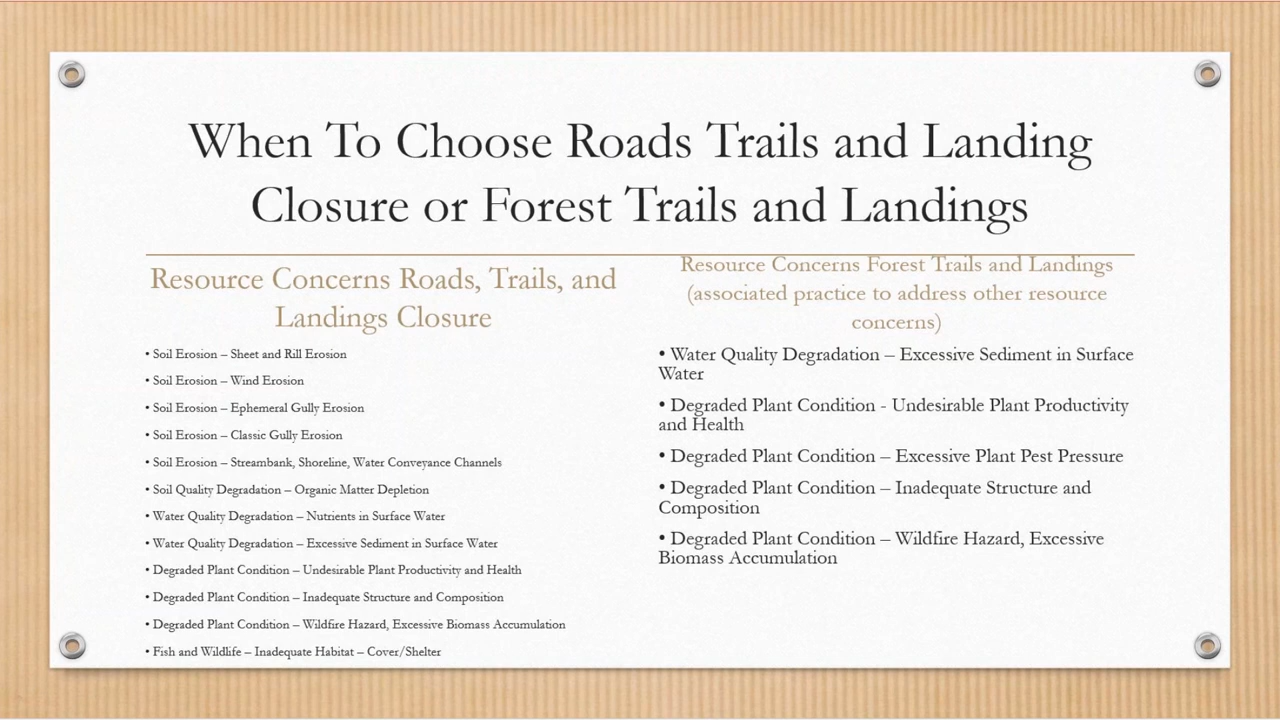 When To Choose Roads Trails and Landing
Closure or Forest Trails and Landings
Resource Concerns Roads, Trails, and
Landings Closure
• Soil Erosion – Sheet and Rill Erosion
• Soil Erosion – Wind Erosion
• Soil Erosion – Ephemeral Gully Erosion
• Soil Erosion – Classic Gully Erosion
• Soil Erosion – Streambank, Shoreline, Water Conveyance Channels
• Soil Quality Degradation – Organic Matter Depletion
• Water Quality Degradation – Nutrients in Surface Water
• Water Quality Degradation – Excessive Sediment in Surface Water
• Degraded Plant Condition – Undesirable Plant Productivity and Health
• Degraded Plant Condition – Inadequate Structure and Composition
• Degraded Plant Condition – Wildfire Hazard, Excessive Biomass Accumulation
• Fish and Wildlife – Inadequate Habitat – Cover/Shelter
Resource Concerns Forest Trails and Landings
(associated practice to address other resource
concerns)
• Water Quality Degradation – Excessive Sediment in Surface
Water
• Degraded Plant Condition - Undesirable Plant Productivity
and Health
• Degraded Plant Condition – Excessive Plant Pest Pressure
• Degraded Plant Condition – Inadequate Structure and
Composition
• Degraded Plant Condition – Wildfire Hazard, Excessive
Biomass Accumulation